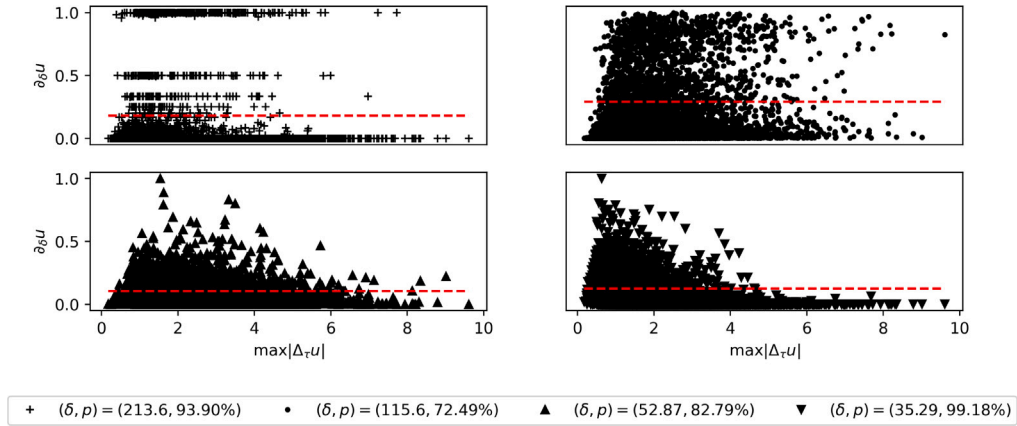 1.0
∂δu
0.5
0.0
1.0
∂δu
0.5
0.0
0 2 4 6 8 10
0 2 4 6 8 10
max|Δτu|
max|Δτu|
(δ, p) = (213.6, 93.90%)
(δ, p) = (115.6, 72.49%)
(δ, p) = (52.87, 82.79%)
(δ, p) = (35.29, 99.18%)